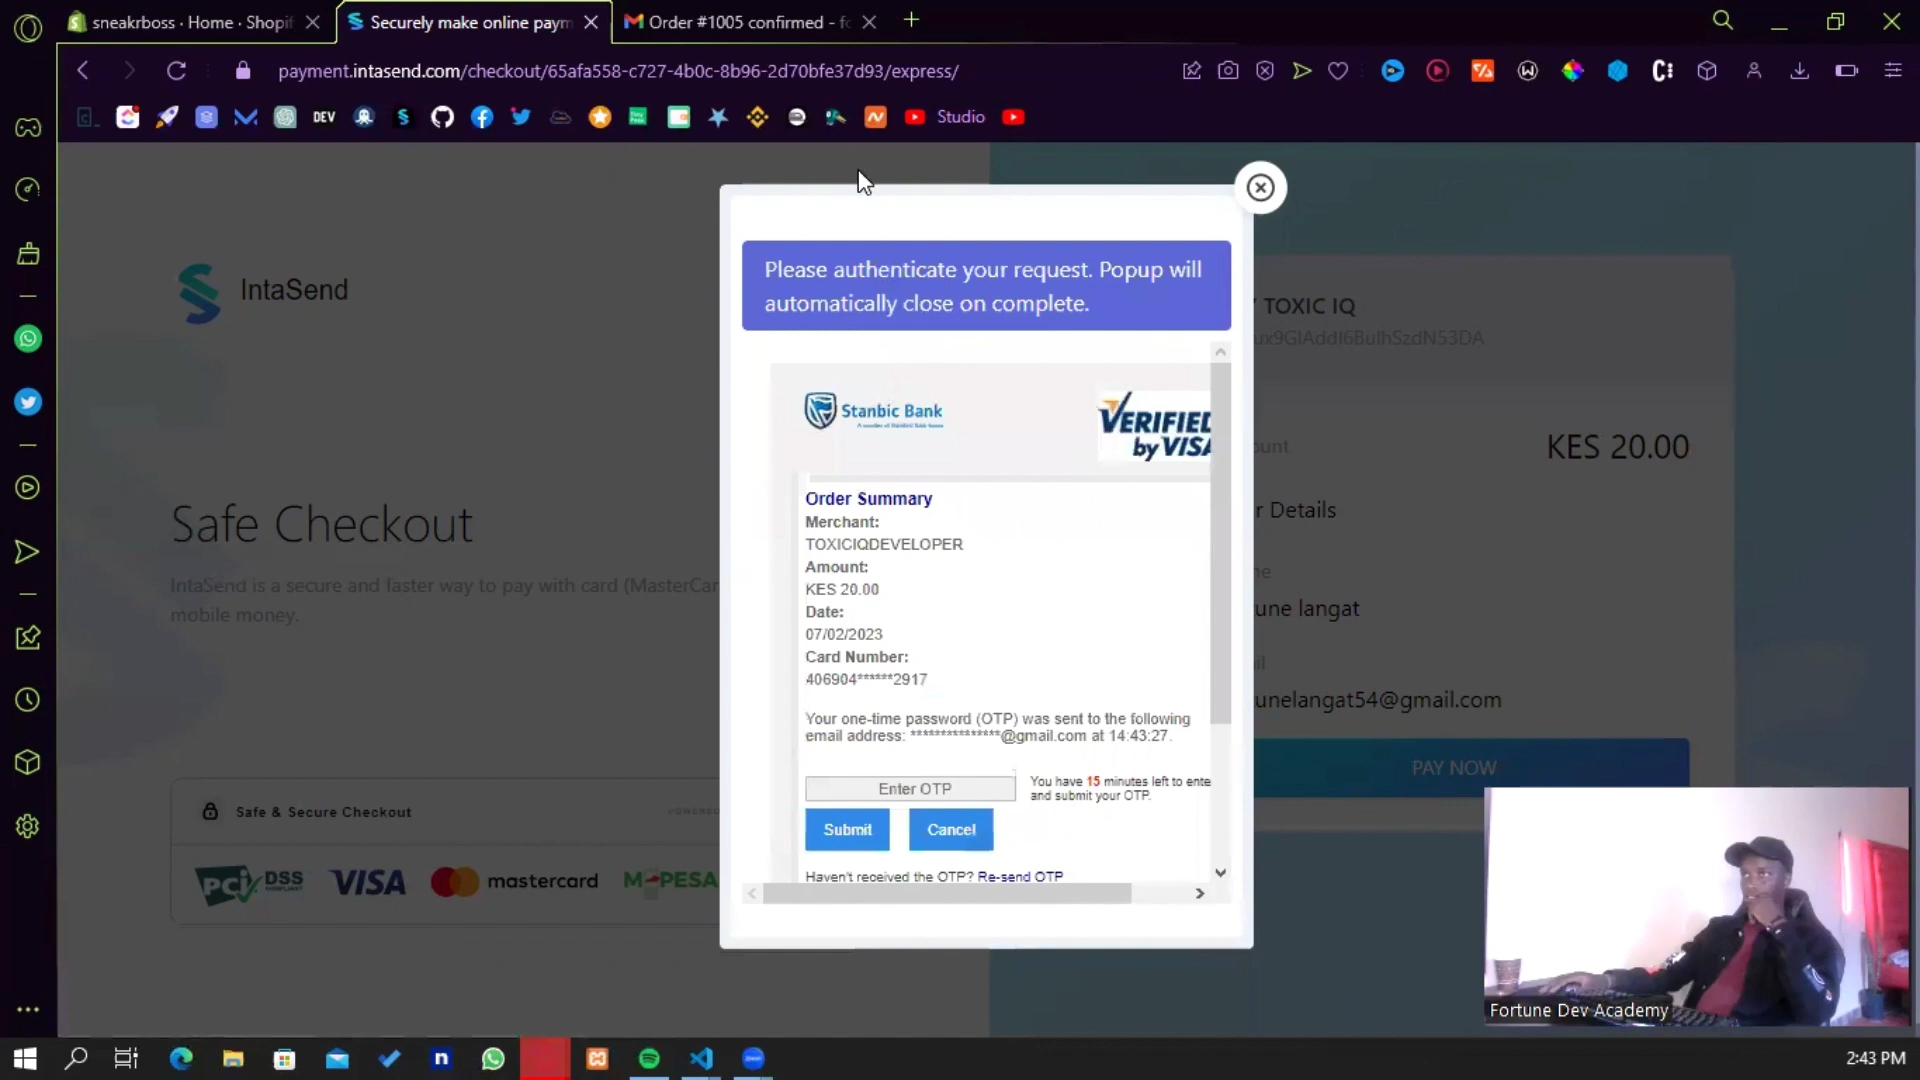 sneakrboss · Home · Shopif
Securely make online paym
Order #1005 confirmed - fo
payment.intasend.com/checkout/65afa558-c727-4b0c-8b96-2d70bfe37d93/express/
DEV
Studio
IntaSend
Safe Checkout
IntaSend is a secure and faster way to pay with card (MasterCar
mobile money.
Safe & Secure Checkout
POWERED
PCI DSS
COMPLIANT
VISA
mastercard
M-PESA
Please authenticate your request. Popup will
automatically close on complete.
Stanbic Bank
VERIFIED
by VISA
Order Summary
Merchant:
TOXICIQDEVELOPER
Amount:
KES 20.00
Date:
07/02/2023
Card Number:
406904******2917
Your one-time password (OTP) was sent to the following
email address: ***************@gmail.com at 14:43:27.
Enter OTP
You have 15 minutes left to ente
and submit your OTP.
Submit
Cancel
Haven't received the OTP? Re-send OTP
TOXIC IQ
ount
KES 20.00
r Details
ne
une langat
il
unelangat54@gmail.com
PAY NOW
Fortune Dev Academy
2:43 PM